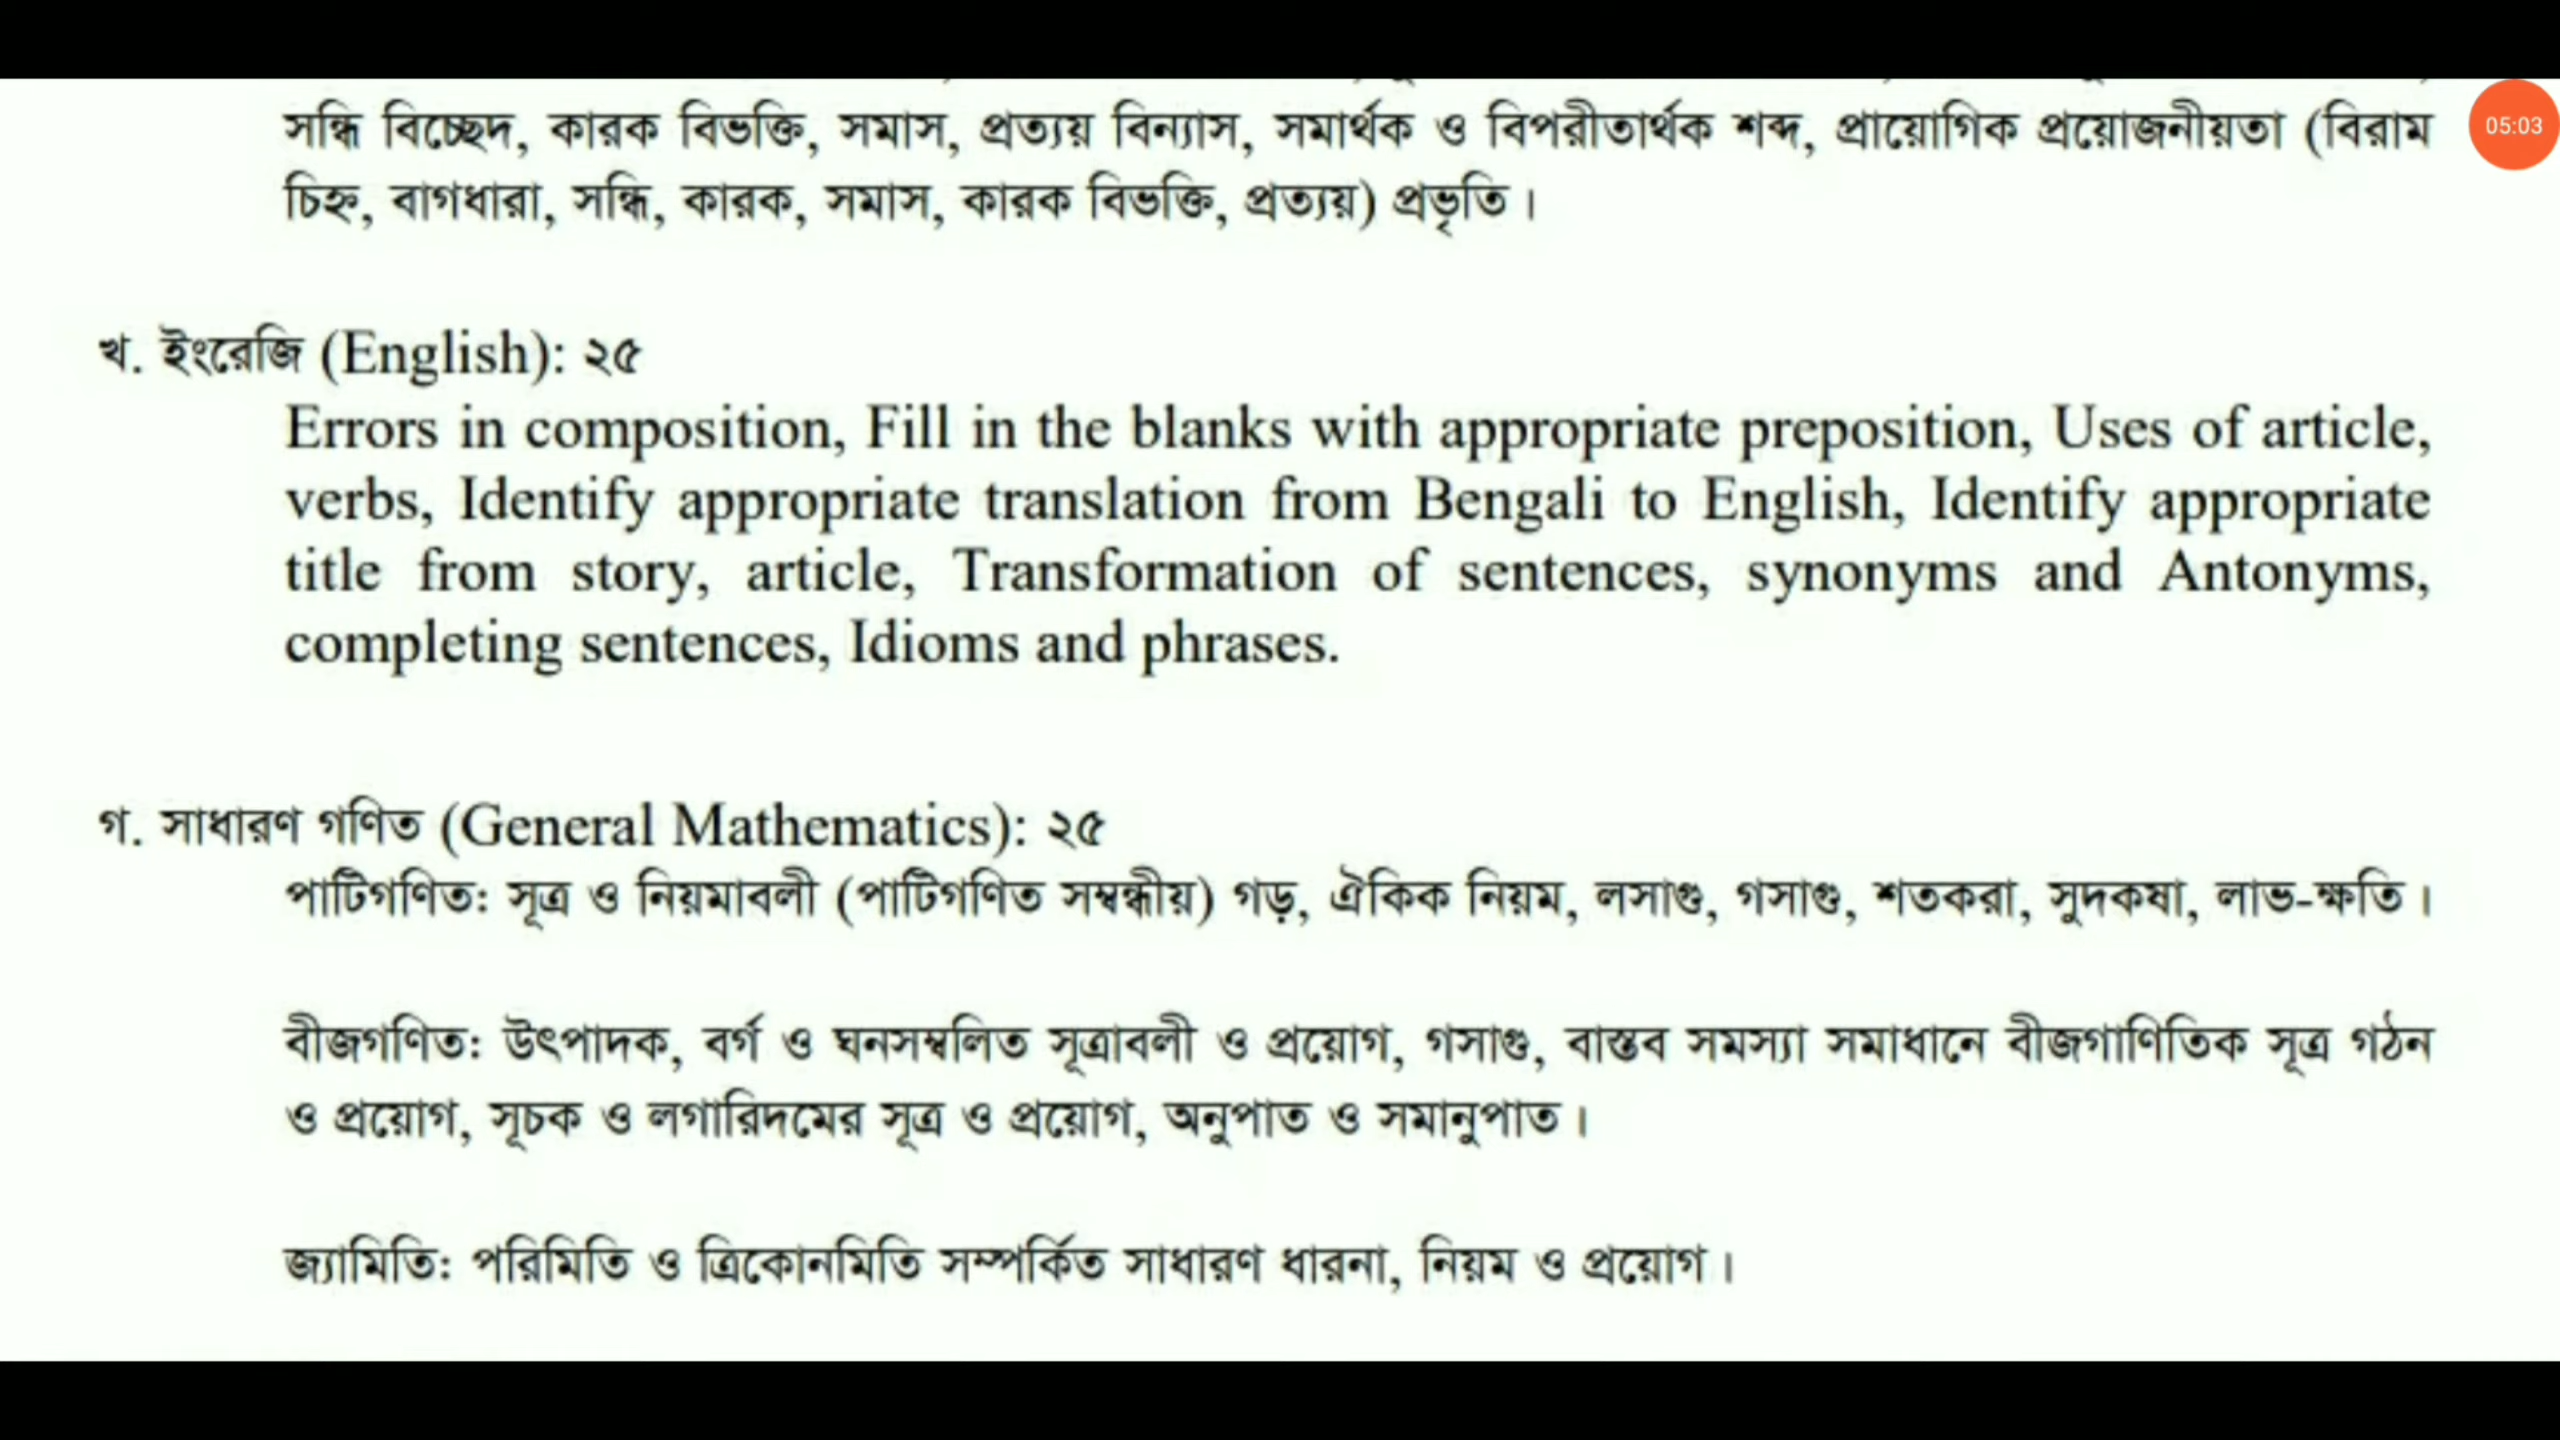 সন্ধি বিচ্ছেদ, কারক বিভক্তি, সমাস, প্রত্যয় বিন্যাস, সমার্থক ও বিপরীতার্থক শব্দ, প্রায়োগিক প্রয়োজনীয়তা (বিরাম
05:03
চিহ্ন, বাগধারা, সন্ধি, কারক, সমাস, কারক বিভক্তি, প্রত্যয়) প্রভৃতি।
খ. ইংরেজি (English): ২৫
Errors in composition, Fill in the blanks with appropriate preposition, Uses of article,
verbs, Identify appropriate translation from Bengali to English, Identify appropriate
title from story, article, Transformation of sentences, synonyms and Antonyms,
completing sentences, Idioms and phrases.
গ. সাধারণ গণিত (General Mathematics): ২৫
পাটিগণিত: সূত্র ও নিয়মাবলী (পাটিগণিত সম্বন্ধীয়) গড়, ঐকিক নিয়ম, লসাগু, গসাগু, শতকরা, সুদকষা, লাভ-ক্ষতি।
বীজগণিত: উৎপাদক, বর্গ ও ঘনসম্বলিত সূত্রাবলী ও প্রয়োগ, গসাগু, বাস্তব সমস্যা সমাধানে বীজগাণিতিক সূত্র গঠন
ও প্রয়োগ, সূচক ও লগারিদমের সূত্র ও প্রয়োগ, অনুপাত ও সমানুপাত।
জ্যামিতি: পরিমিতি ও ত্রিকোনমিতি সম্পর্কিত সাধারণ ধারনা, নিয়ম ও প্রয়োগ।